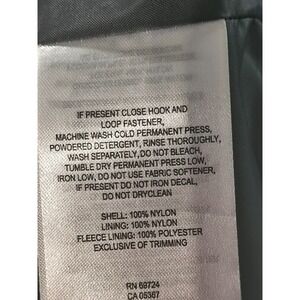 IF PRESENT CLOSE HOOK AND
LOOP FASTENER,
MACHINE WASH COLD PERMANENT PRESS,
POWDERED DETERGENT, RINSE THOROUGHLY,
WASH SEPARATELY, DO NOT BLEACH,
TUMBLE DRY PERMANENT PRESS LOW,
IRON LOW, DO NOT USE FABRIC SOFTENER,
IF PRESENT DO NOT IRON DECAL,
DO NOT DRYCLEAN
SHELL: 100% NYLON
LINING: 100% NYLON
FLEECE LINING: 100% POLYESTER
EXCLUSIVE OF TRIMMING
RN 69724
CA 05367